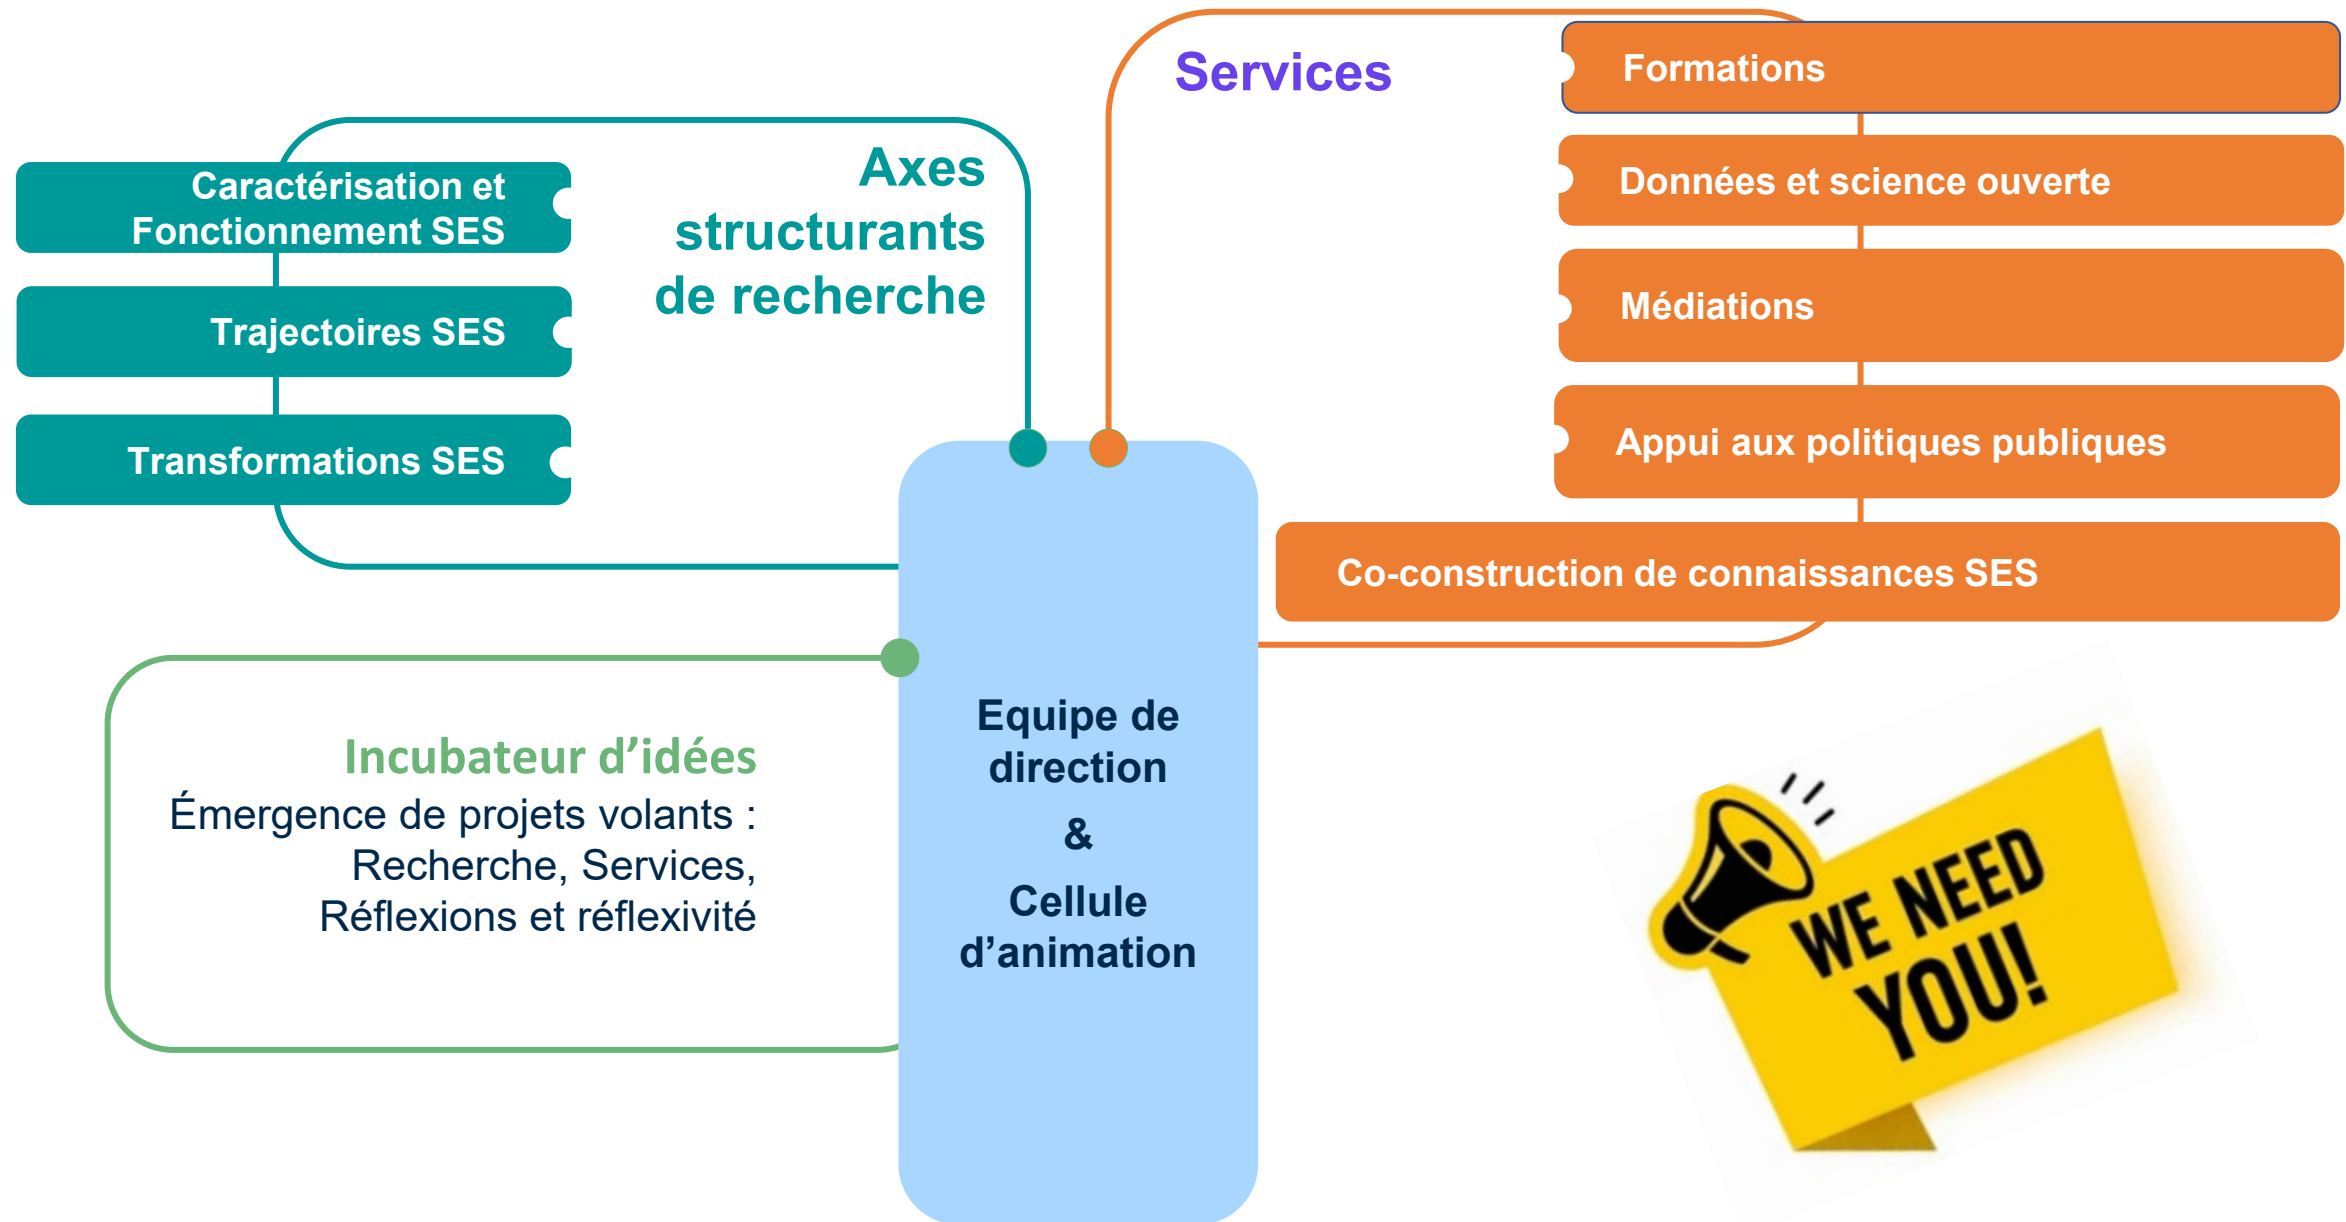 Services
Formations
Données et science ouverte
Médiations
Appui aux politiques publiques
Co-construction de connaissances SES
Axes
structurants
de recherche
Caractérisation et
Fonctionnement SES
Trajectoires SES
Transformations SES
Incubateur d’idées
Émergence de projets volants :
Recherche, Services,
Réflexions et réflexivité
Equipe de
direction
&
Cellule
d’animation
WE NEED
YOU!